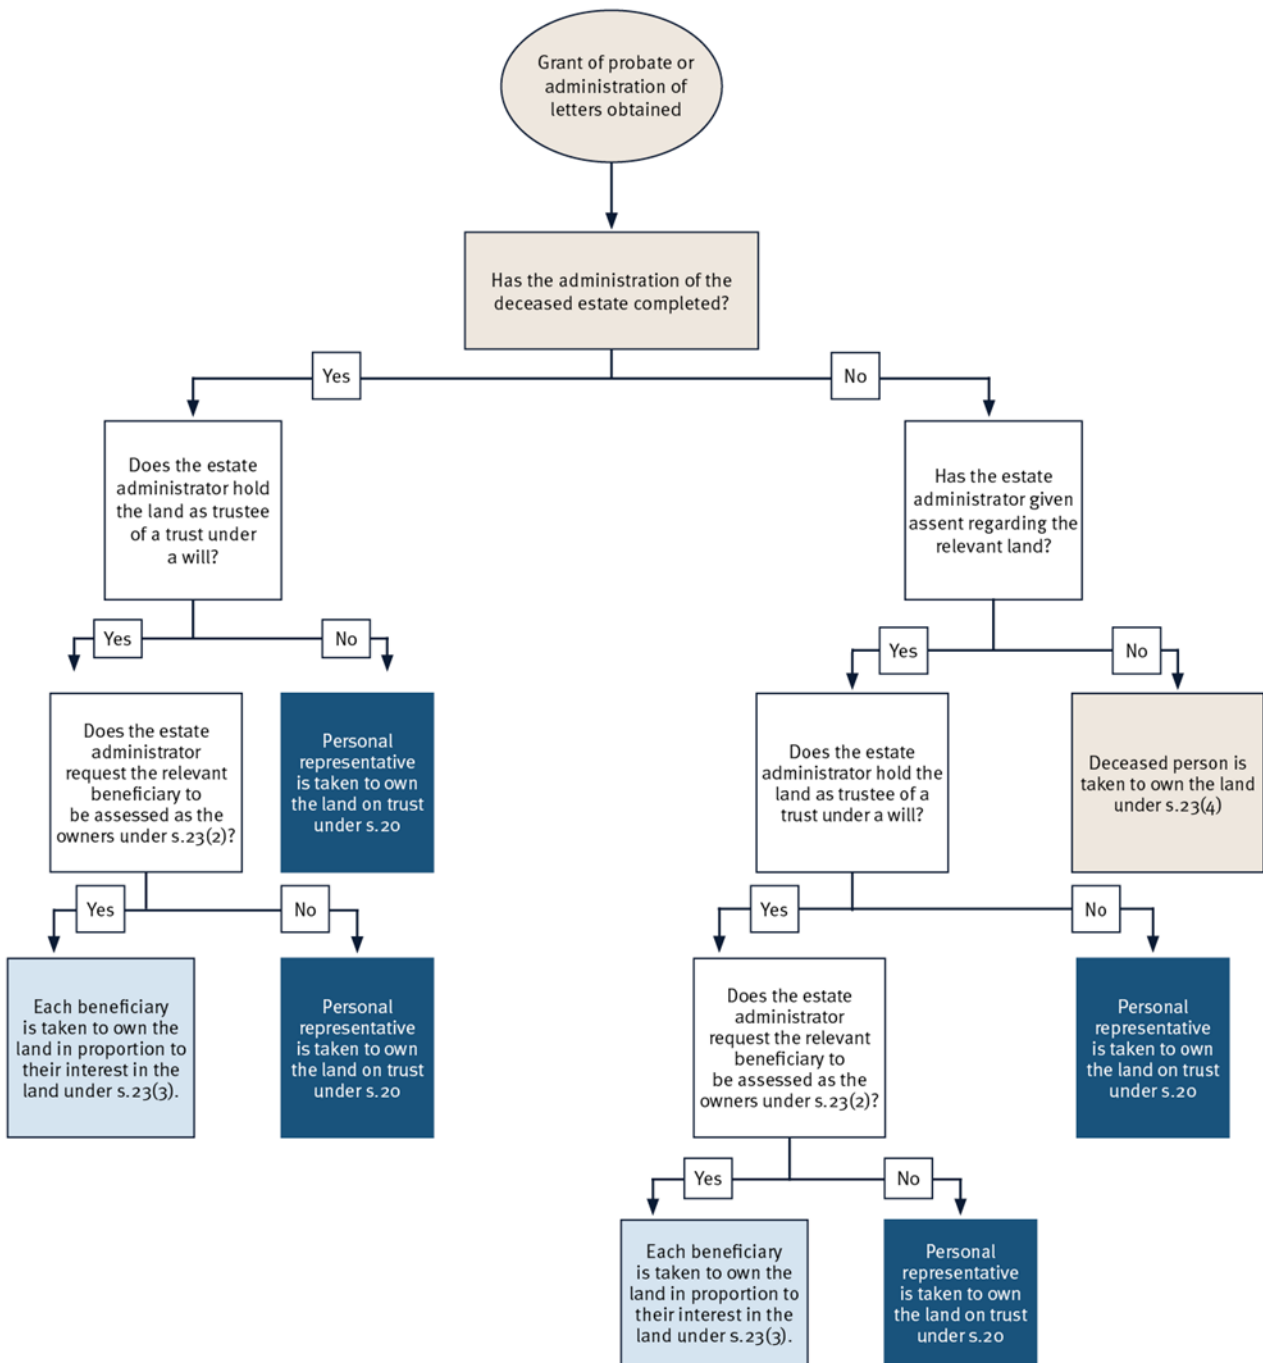 Grant of probate or
administration of
letters obtained
Has the administration of the
deceased estate completed?
Yes
No
Does the estate
administrator hold
the land as trustee
of a trust under
a will?
Has the estate
administrator given
assent regarding the
relevant land?
Yes
No
Yes
No
Does the estate
administrator
request the relevant
beneficiary to
be assessed as the
owners under s.23(2)?
Personal
representative
is taken to own
the land on trust
under s.20
Does the estate
administrator hold the
land as trustee of a
trust under a will?
Deceased person is
taken to own the land
under s.23(4)
Yes
No
Yes
No
Each beneficiary
is taken to own the
land in proportion to
their interest in the
land under s.23(3).
Personal
representative
is taken to own
the land on trust
under s.20
Does the estate
administrator
request the relevant
beneficiary to
be assessed as the
owners under s.23(2)?
Personal
representative
is taken to own
the land on trust
under s.20
Yes
No
Each beneficiary
is taken to own the
land in proportion to
their interest in the
land under s.23(3).
Personal
representative
is taken to own
the land on trust
under s.20